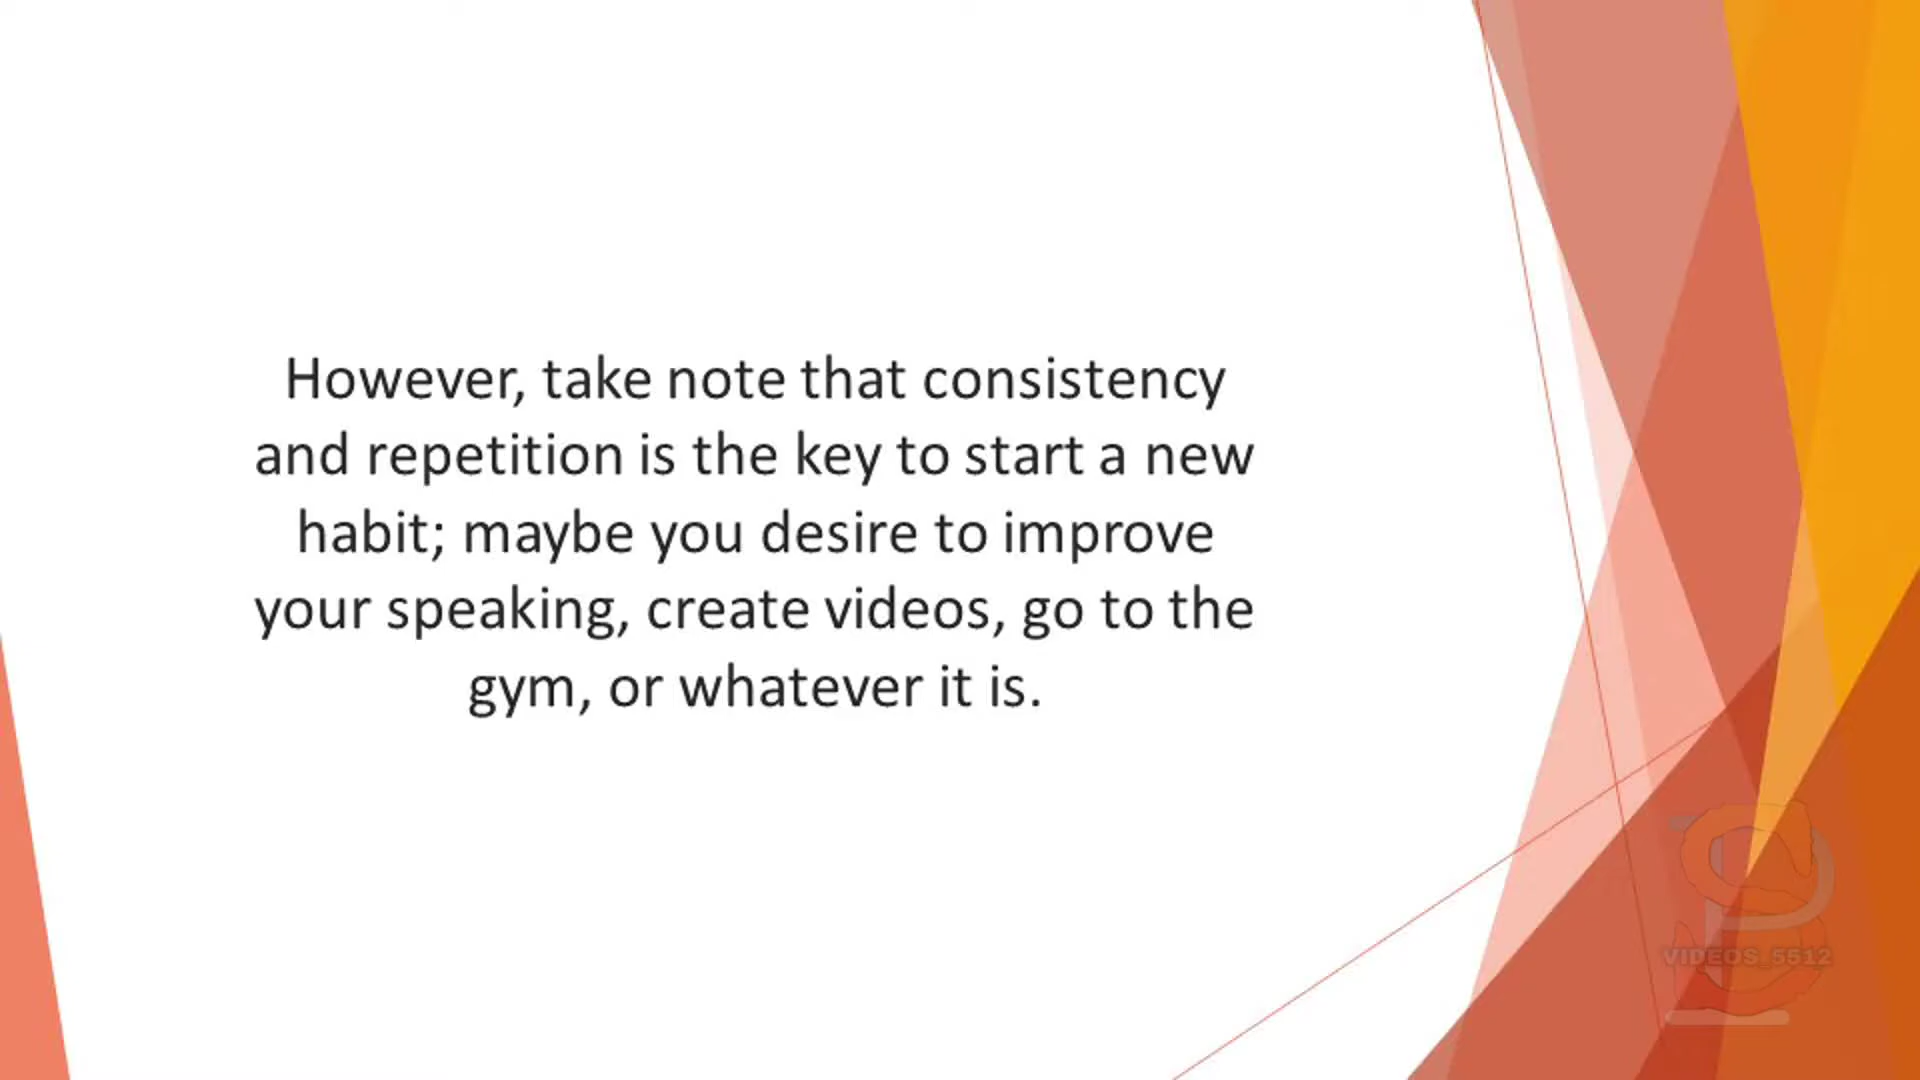 However, take note that consistency
and repetition is the key to start a new
habit; maybe you desire to improve
your speaking, create videos, go to the
gym, or whatever it is.
VIDEOS_5512